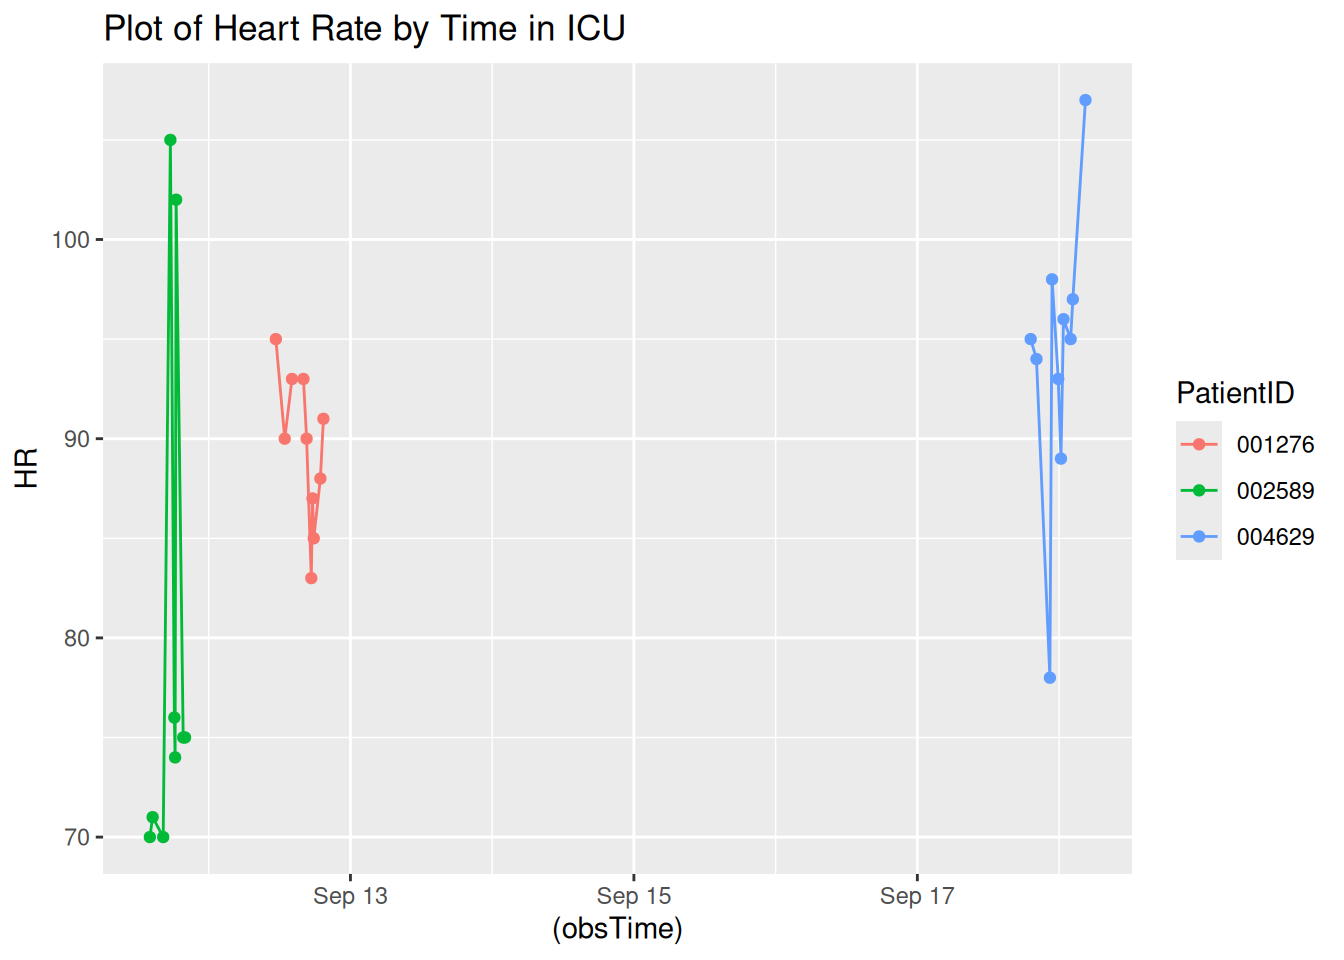 Plot of Heart Rate by Time in ICU
HR
100
90
80
70
Sep 13
Sep 15
Sep 17
(obsTime)
PatientID
001276
002589
004629